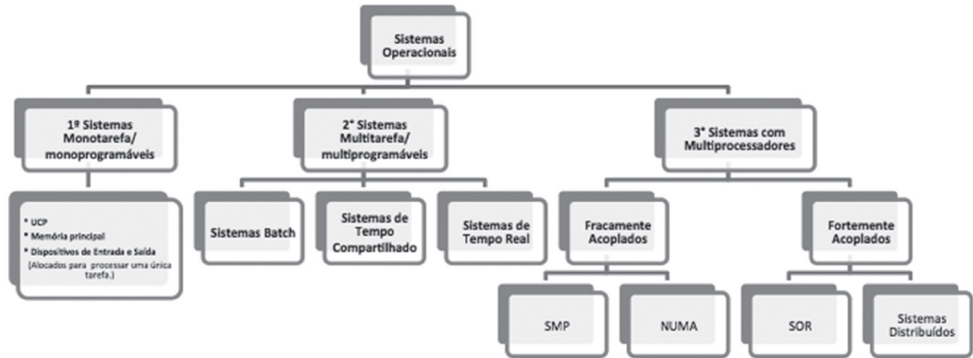 Sistemas
Operacionais
1º Sistemas
Monotarefa/
monoprogramáveis
2° Sistemas
Multitarefa/
multiprogramáveis
3° Sistemas com
Multiprocessadores
* UCP
* Memória principal
* Dispositivos de Entrada e Saída
(Alocados para processar uma única
tarefa.)
Sistemas Batch
Sistemas de
Tempo
Compartilhado
Sistemas de
Tempo Real
Fracamente
Acoplados
Fortemente
Acoplados
SMP
NUMA
SOR
Sistemas
Distribuídos